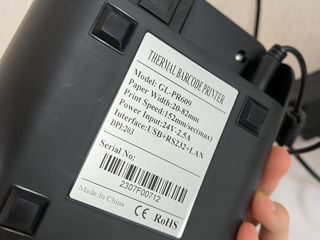 THERMAL BARCODE PRINTER
Model: GL-PR609
Paper Width:20-82mm
Print Speed:152mm/sec(max)
Power Input:24V-2.5A
Interface:USB+RS232+LAN
DPI:203
Serial No:
2307F00712
Made In China
CE RoHS